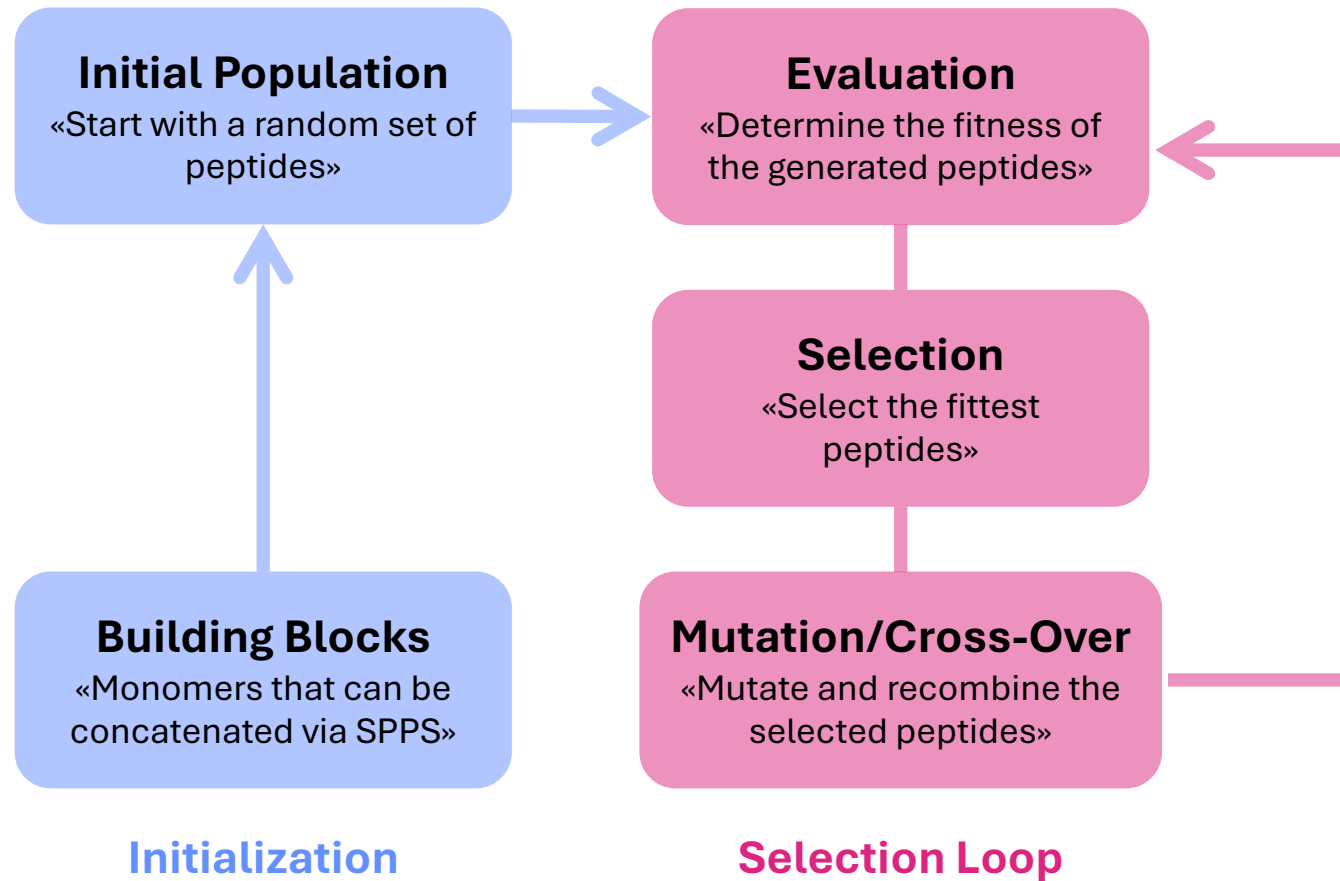 Initial Population
«Start with a random set of
peptides»
Evaluation
«Determine the fitness of
the generated peptides»
Selection
«Select the fittest
peptides»
Building Blocks
«Monomers that can be
concatenated via SPPS»
Mutation/Cross-Over
«Mutate and recombine the
selected peptides»
Initialization
Selection Loop